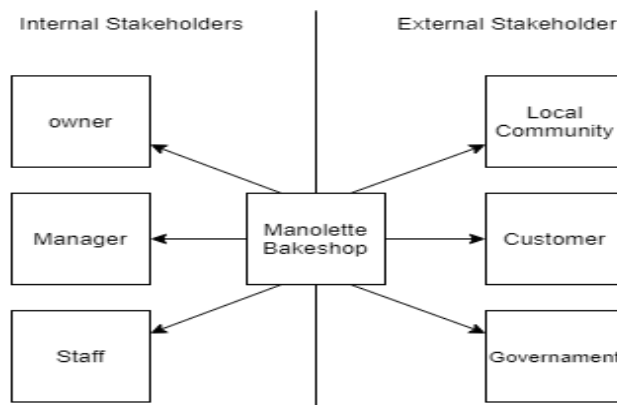 Internal Stakeholders
External Stakeholder
owner
Local
Community
Manager
Manolette
Bakeshop
Customer
Staff
Governament